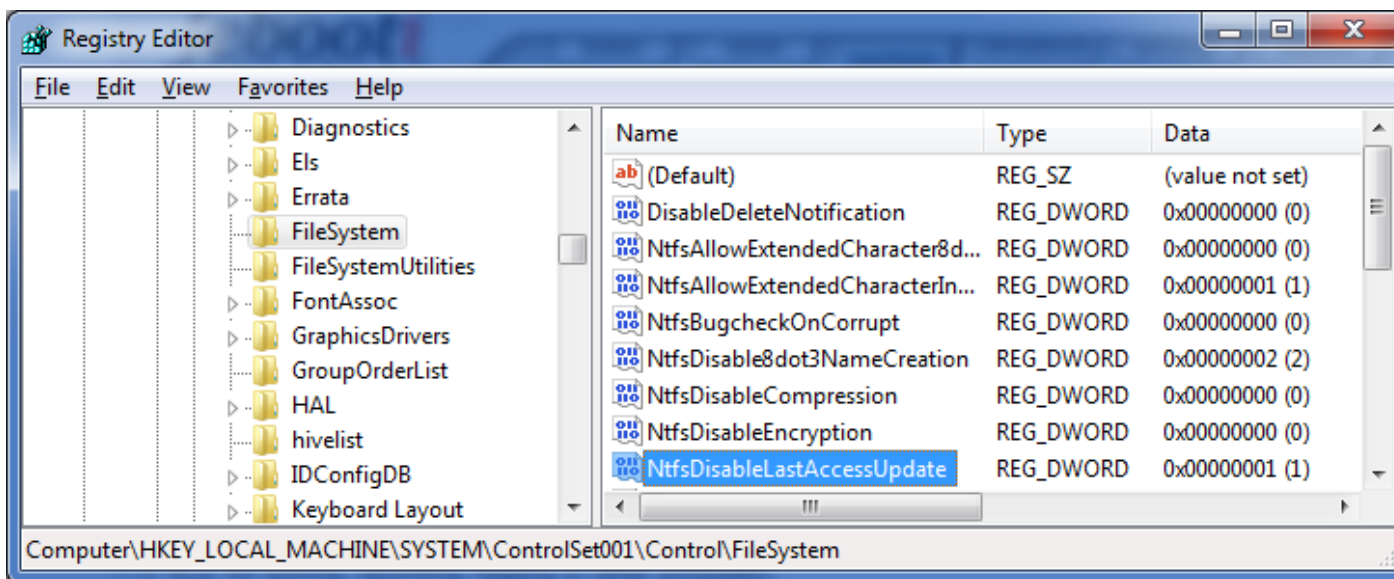 Registry Editor
File Edit View Favorites Help
Diagnostics
Els
Errata
FileSystem
FileSystemUtilities
FontAssoc
GraphicsDrivers
GroupOrderList
HAL
hivelist
IDConfigDB
Keyboard Layout
Name Type Data
(Default) REG_SZ (value not set)
DisableDeleteNotification REG_DWORD 0x00000000 (0)
NtfsAllowExtendedCharacter8d... REG_DWORD 0x00000000 (0)
NtfsAllowExtendedCharacterIn... REG_DWORD 0x00000001 (1)
NtfsBugcheckOnCorrupt REG_DWORD 0x00000000 (0)
NtfsDisable8dot3NameCreation REG_DWORD 0x00000002 (2)
NtfsDisableCompression REG_DWORD 0x00000000 (0)
NtfsDisableEncryption REG_DWORD 0x00000000 (0)
NtfsDisableLastAccessUpdate REG_DWORD 0x00000001 (1)
Computer\HKEY_LOCAL_MACHINE\SYSTEM\ControlSet001\Control\FileSystem